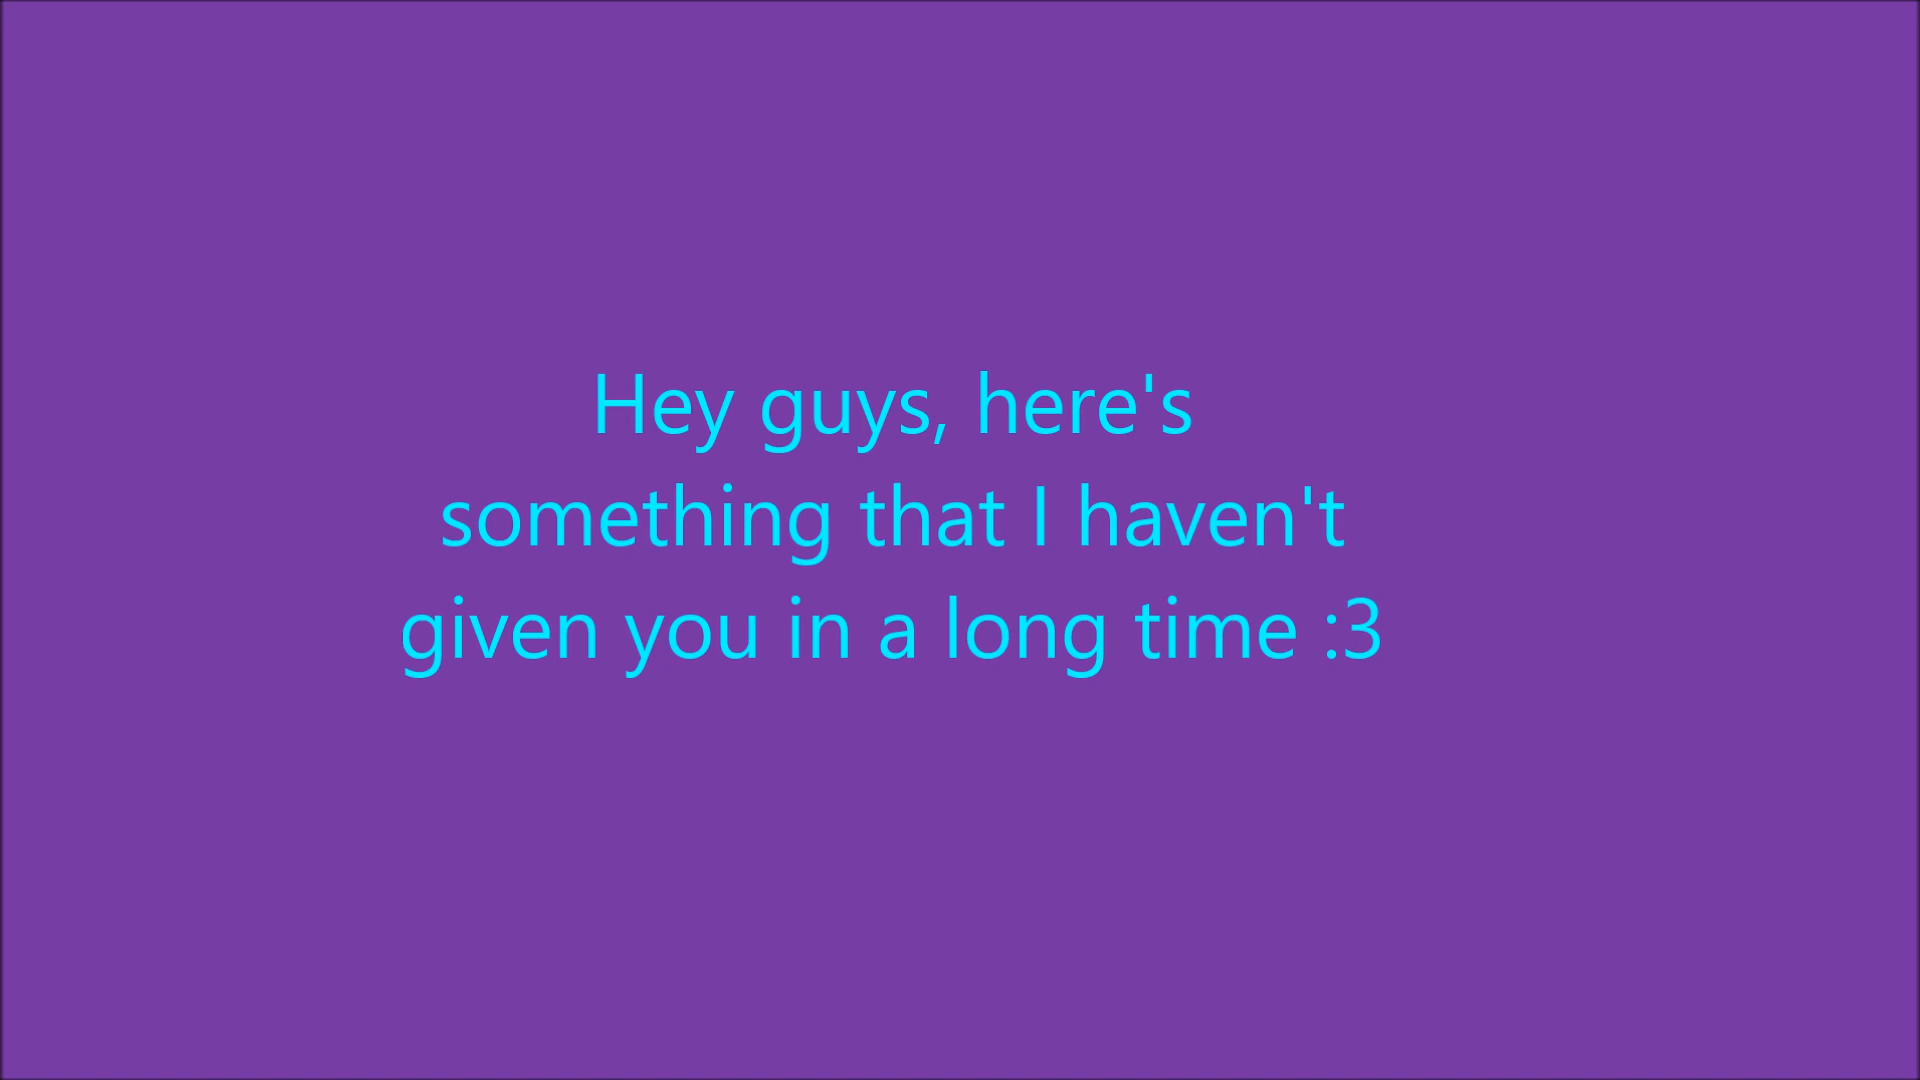 Hey guys, here's
something that I haven't
given you in a long time :3